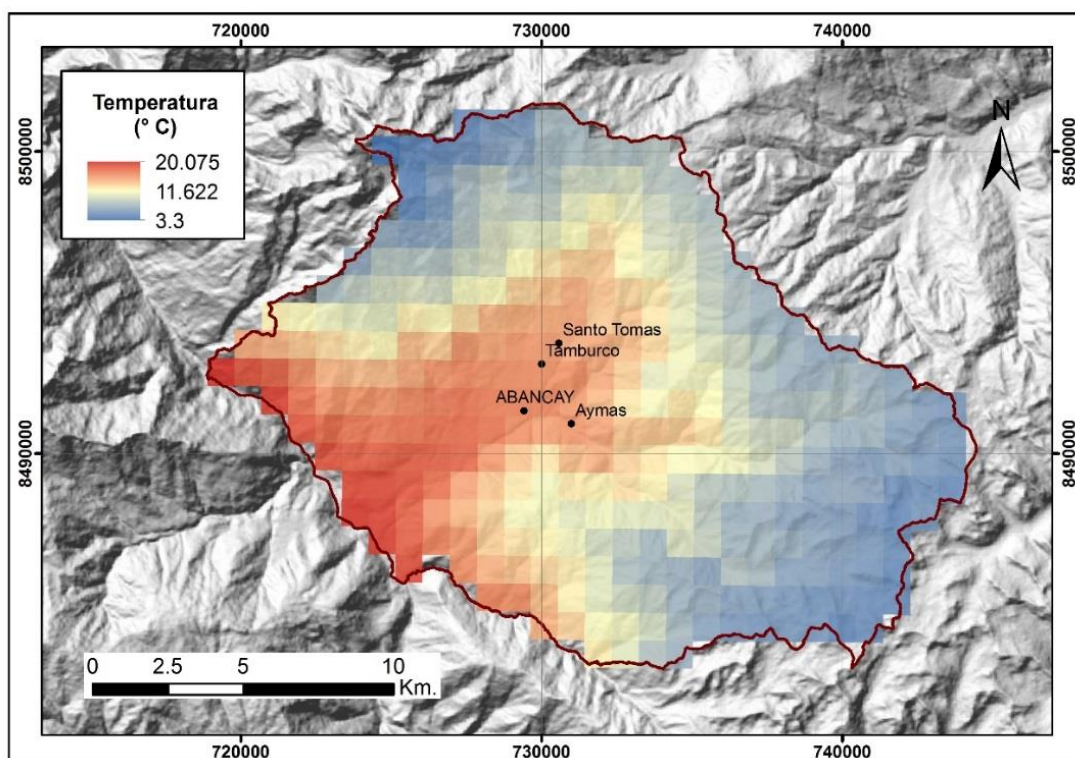 720000 730000 740000
Temperatura
(° C)
20.075
11.622
3.3
N
8500000 8500000
Santo Tomas
Tamburco
ABANCAY
Aymas
8490000 8490000
0 2.5 5 10
Km.
720000 730000 740000